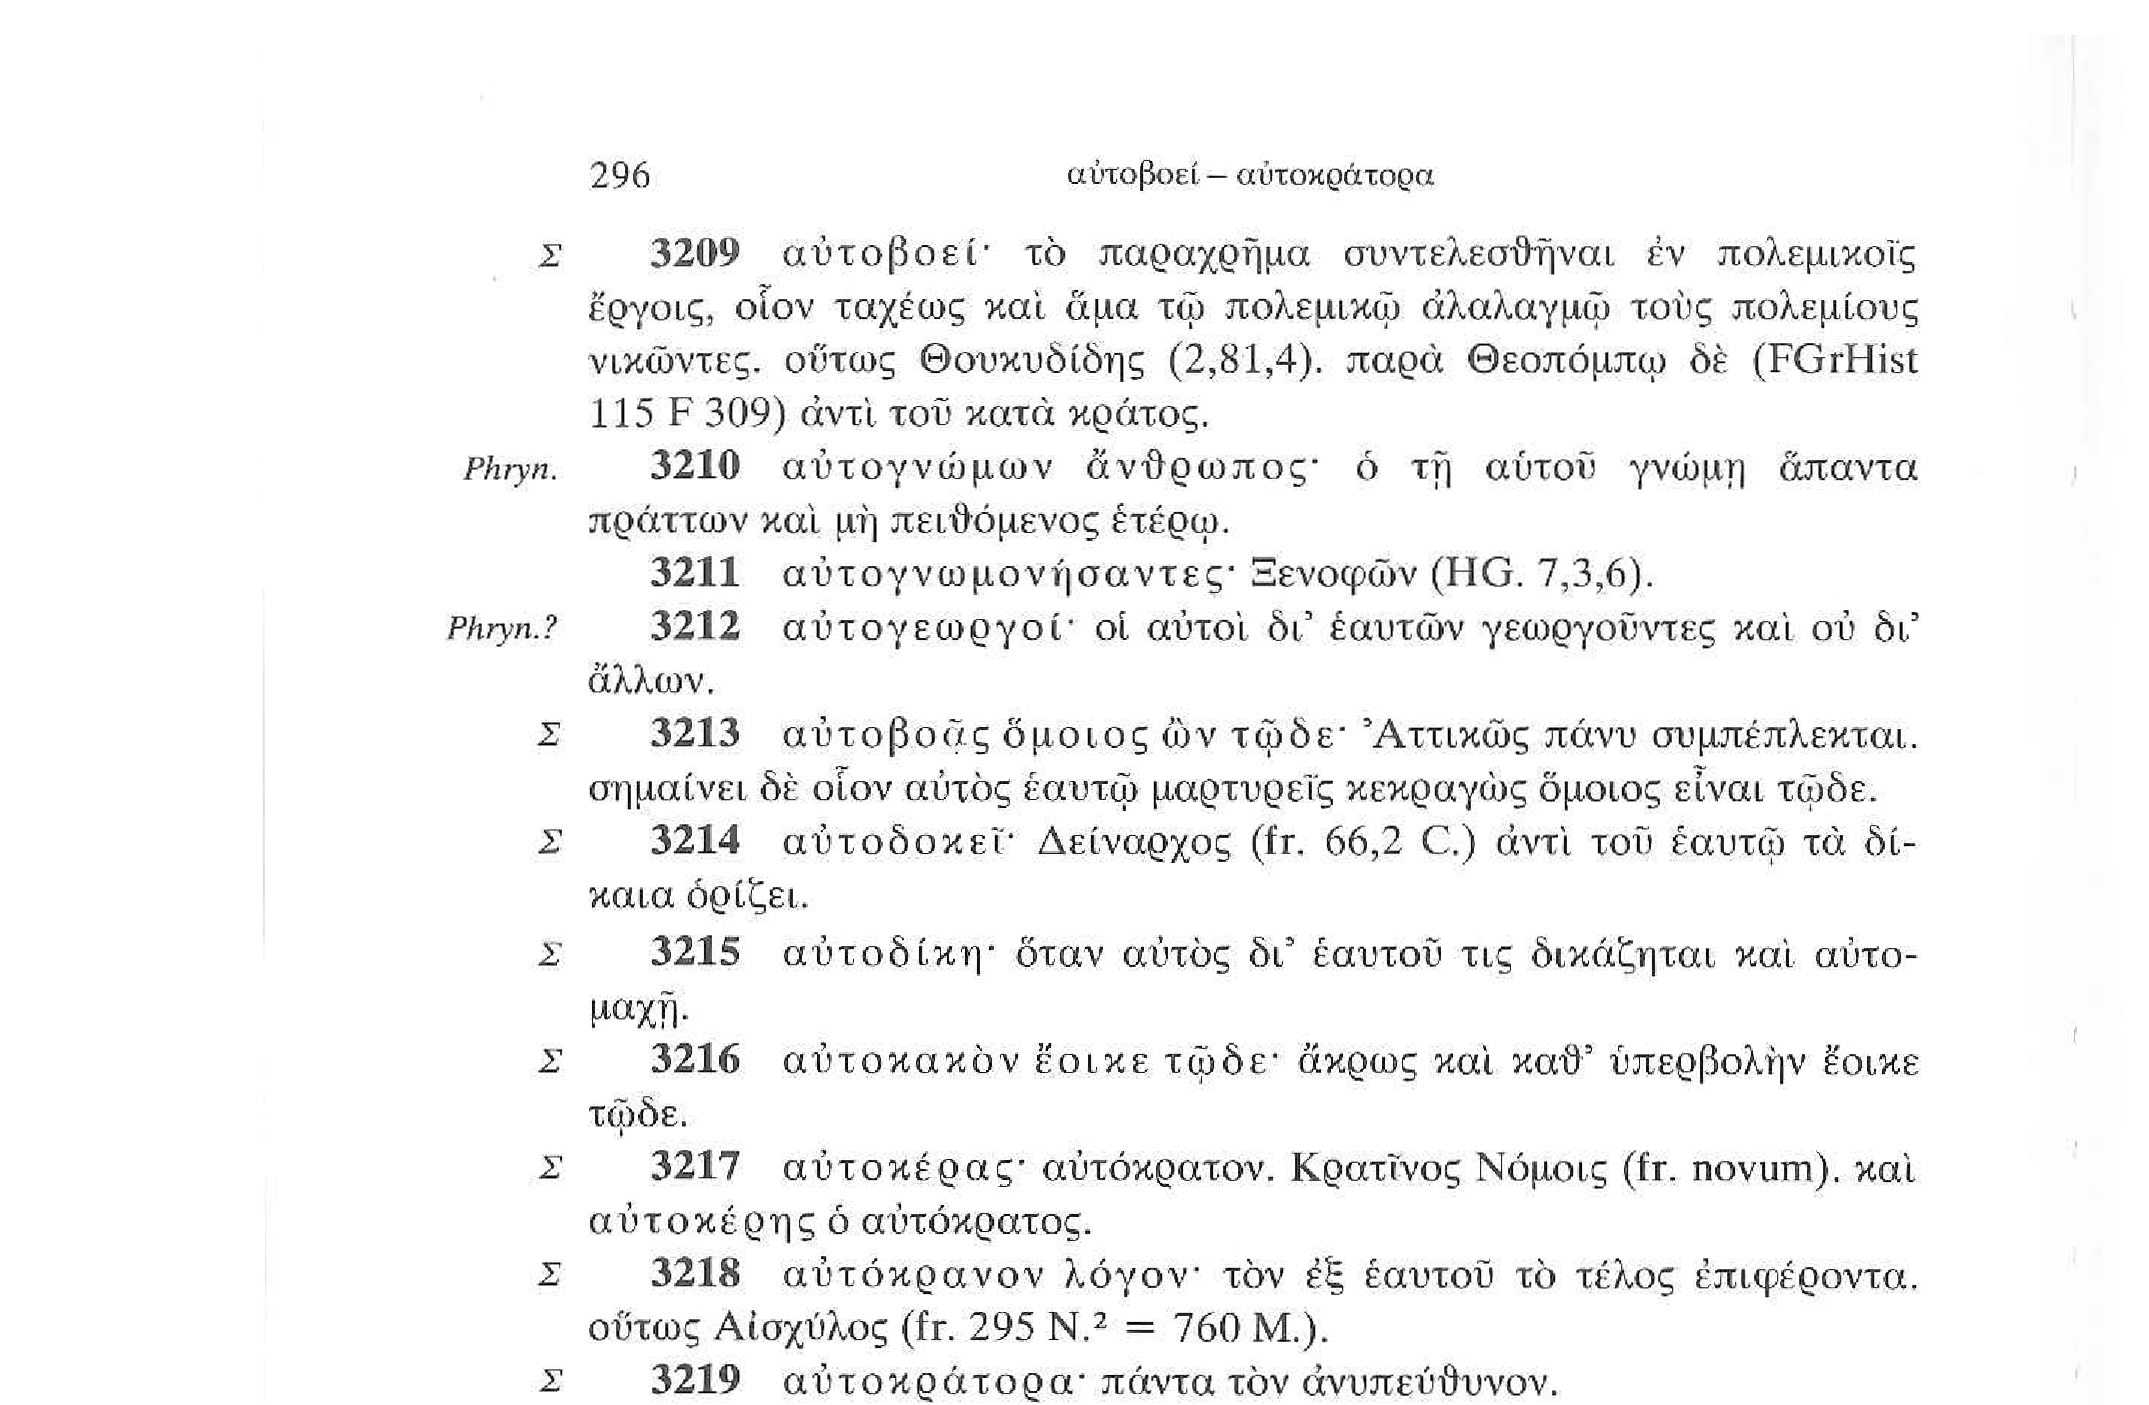 296 αὐτοβοεί – αὐτοκράτορα
Σ 3209 αὐτοβοεί· τὸ παραχρῆμα συντελεσθῆναι ἐν πολεμικοῖς
ἔργοις, οἷον ταχέως καὶ ἅμα τῷ πολεμικῷ ἀλαλαγμῷ τοὺς πολεμίους
νικῶντες. οὕτως Θουκυδίδης (2,81,4). παρὰ Θεοπόμπῳ δὲ (FGrHist
115 F 309) ἀντὶ τοῦ κατὰ κράτος.
Phryn. 3210 αὐτογνώμων ἄνθρωπος· ὁ τῇ αὑτοῦ γνώμῃ ἅπαντα
πράττων καὶ μὴ πειθόμενος ἑτέρῳ.
3211 αὐτογνωμονήσαντες· Ξενοφῶν (HG. 7,3,6).
Phryn.? 3212 αὐτογεωργοί· οἱ αὐτοὶ δι’ ἑαυτῶν γεωργοῦντες καὶ οὐ δι’
ἄλλων.
Σ 3213 αὐτοβοᾷς ὅμοιος ὢν τῷδε· Ἀττικῶς πάνυ συμπέπλεκται.
σημαίνει δὲ οἷον αὐτὸς ἑαυτῷ μαρτυρεῖς κεκραγὼς ὅμοιος εἶναι τῷδε.
Σ 3214 αὐτοδοκεῖ· Δείναρχος (fr. 66,2 C.) ἀντὶ τοῦ ἑαυτῷ τὰ δί-
καια ὁρίζει.
Σ 3215 αὐτοδίκη· ὅταν αὐτὸς δι’ ἑαυτοῦ τις δικάζηται καὶ αὐτο-
μαχῇ.
Σ 3216 αὐτοκακὸν ἔοικε τῷδε· ἄκρως καὶ καθ’ ὑπερβολὴν ἔοικε
τῷδε.
Σ 3217 αὐτοκέρας· αὐτόκρατον. Κρατῖνος Νόμοις (fr. novum). καὶ
αὐτοκέρης ὁ αὐτόκρατος.
Σ 3218 αὐτόκρανον λόγον· τὸν ἐξ ἑαυτοῦ τὸ τέλος ἐπιφέροντα.
οὕτως Αἰσχύλος (fr. 295 N.² = 760 M.).
Σ 3219 αὐτοκράτορα· πάντα τὸν ἀνυπεύθυνον.